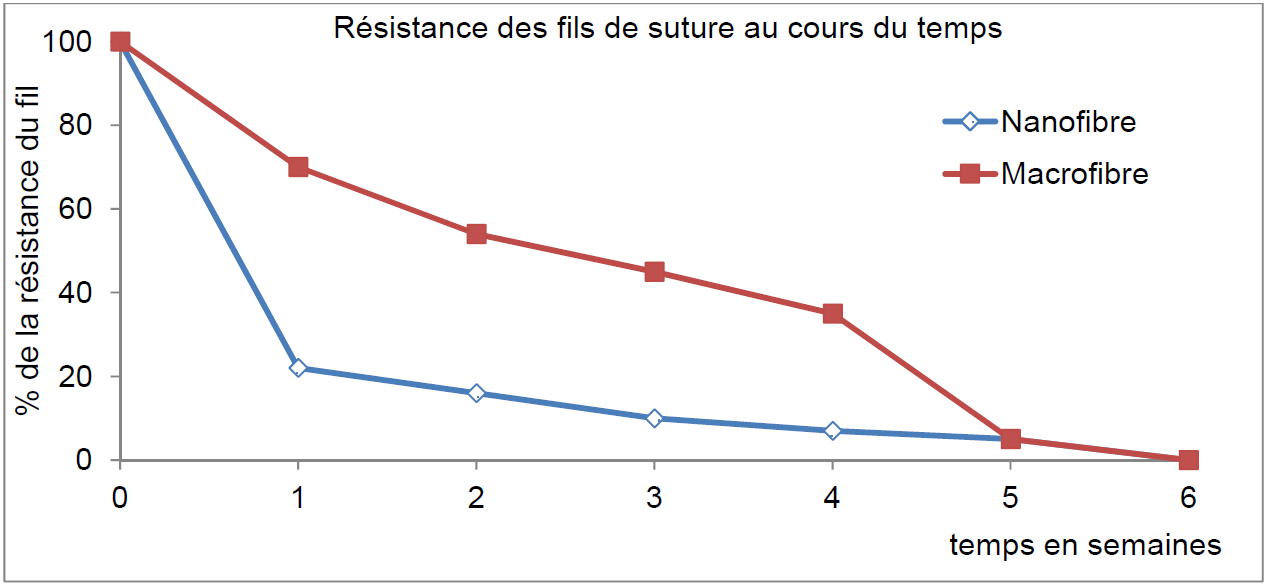 Résistance des fils de suture au cours du temps
% de la résistance du fil
100
80
60
40
20
0
Nanofibre
Macrofibre
0 1 2 3 4 5 6
temps en semaines